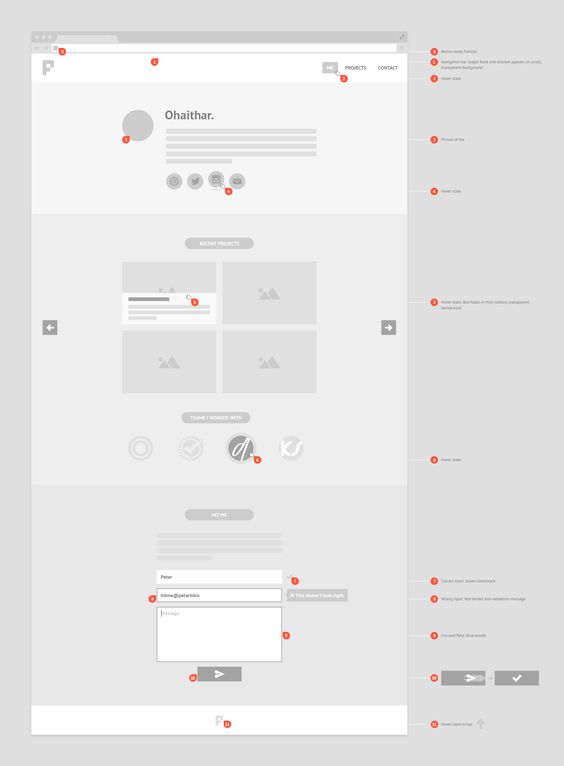 0
0 Retina ready Favicon
1
1 Navigation bar stayes fixed and shadow appears on scroll,
transparent background
ME
PROJECTS
CONTACT
2
2 Hover state
Ohaithar.
3
3 Picture of me
4
4 Hover state
RECENT PROJECTS
5
5 Hover state: Box fades-in from bottom, transparent
background
TEAMS I WORKED WITH
KS
6
6 Hover state
HIT ME
Peter
7
7 Correct input: Green checkmark
8
hitme@petarbikic
This doesn't look right
8 Wrong input: Red border and validation message
Message
9
9 Focused field: Blue border
10
10
11
11 Hover, back to top